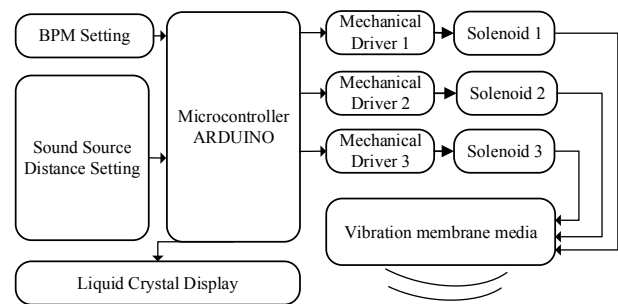 BPM Setting
Sound Source
Distance Setting
Microcontroller
ARDUINO
Mechanical
Driver 1
Solenoid 1
Mechanical
Driver 2
Solenoid 2
Mechanical
Driver 3
Solenoid 3
Vibration membrane media
Liquid Crystal Display